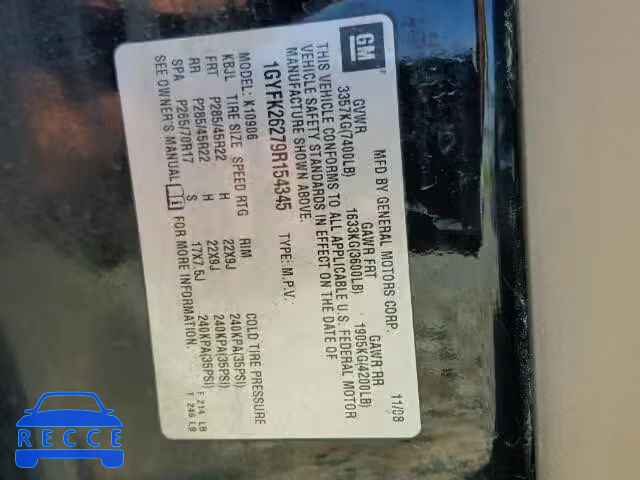 GM
MFD BY GENERAL MOTORS CORP. 11/08
GVWR GAWR FRT GAWR RR
3357KG(7400LB) 1633KG(3600LB) 1905KG(4200LB)
THIS VEHICLE CONFORMS TO ALL APPLICABLE U.S. FEDERAL MOTOR
VEHICLE SAFETY STANDARDS IN EFFECT ON THE DATE OF
MANUFACTURE SHOWN ABOVE.
1GYFK26279R154345 TYPE: M.P.V.
MODEL: K10906
KBJL TIRE SIZE SPEED RTG RIM COLD TIRE PRESSURE
FRT P285/45R22 H 22X9J 240KPA(35PSI)
RR P285/45R22 H 22X9J 240KPA(35PSI)
SPA P265/70R17 S 17X7.5J 240KPA(35PSI)
SEE OWNER'S MANUAL FOR MORE INFORMATION.
F 214 LB
T 246 LB
RECCE